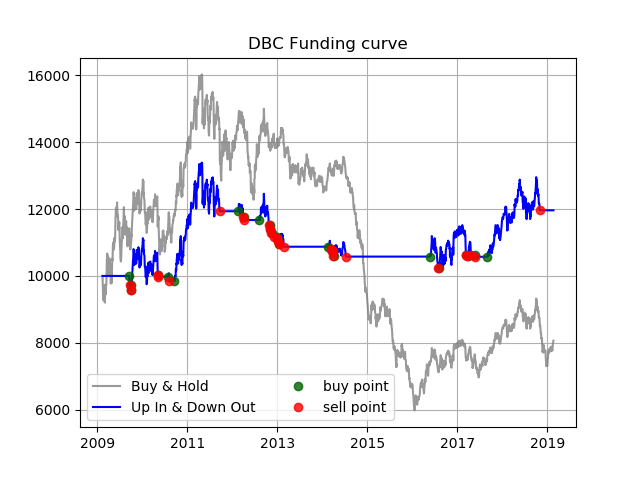 DBC Funding curve
16000
14000
12000
10000
8000
6000
Buy & Hold
Up In & Down Out
buy point
sell point
2009
2011
2013
2015
2017
2019